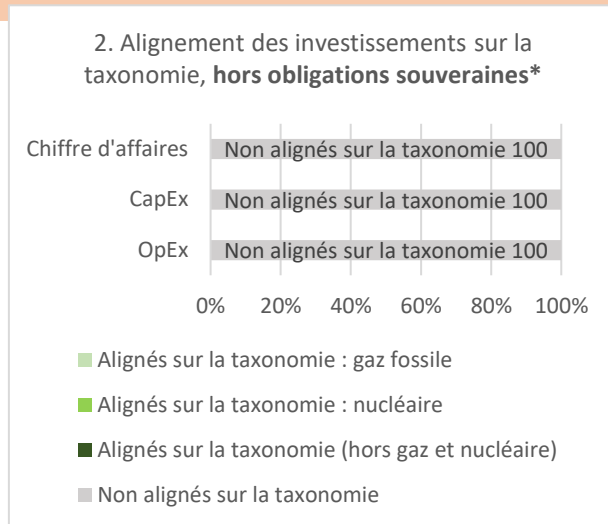 2. Alignement des investissements sur la
taxonomie, hors obligations souveraines*
Chiffre d'affaires
Non alignés sur la taxonomie 100
CapEx
Non alignés sur la taxonomie 100
OpEx
Non alignés sur la taxonomie 100
0% 20% 40% 60% 80% 100%
Alignés sur la taxonomie : gaz fossile
Alignés sur la taxonomie : nucléaire
Alignés sur la taxonomie (hors gaz et nucléaire)
Non alignés sur la taxonomie